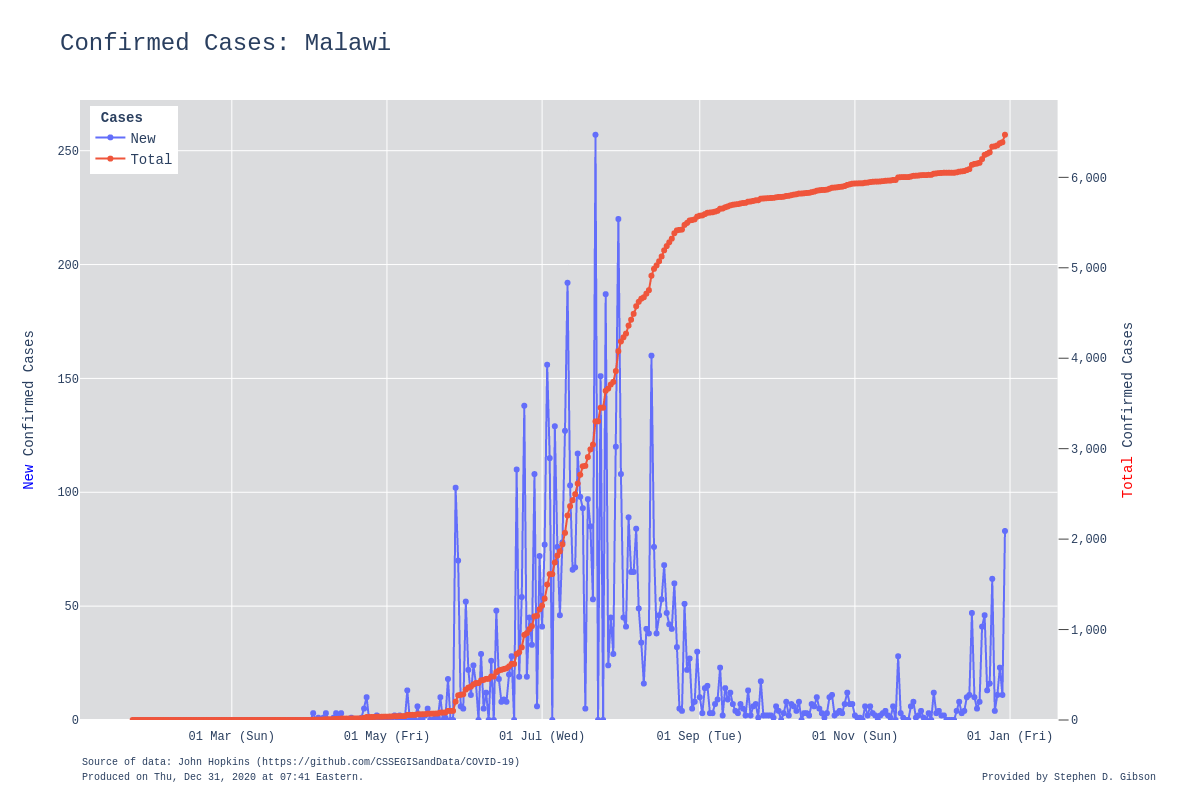 Confirmed Cases: Malawi
Cases
New
Total
250
200
150
100
50
0
6,000
5,000
4,000
3,000
2,000
1,000
0
New Confirmed Cases
Total Confirmed Cases
01 Mar (Sun)
01 May (Fri)
01 Jul (Wed)
01 Sep (Tue)
01 Nov (Sun)
01 Jan (Fri)
Source of data: John Hopkins (https://github.com/CSSEGISandData/COVID-19)
Produced on Thu, Dec 31, 2020 at 07:41 Eastern.
Provided by Stephen D. Gibson